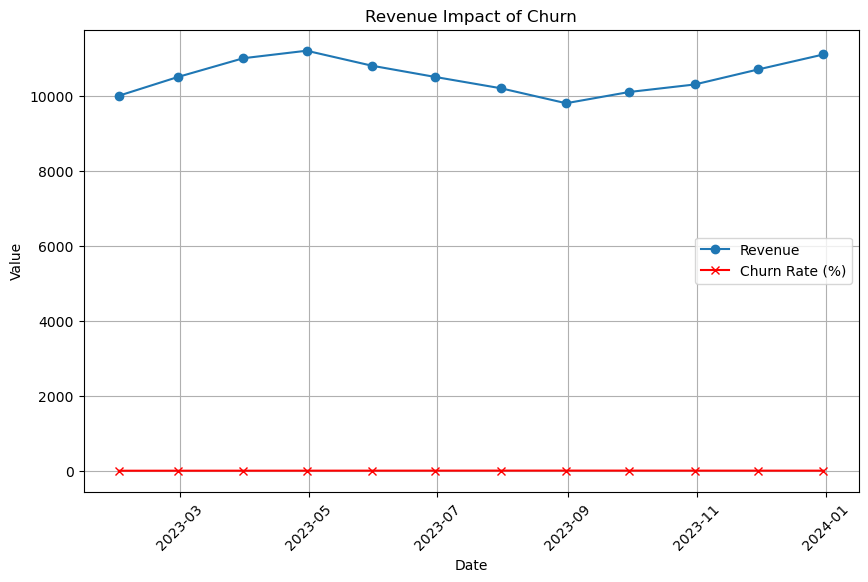 Revenue Impact of Churn
Value
10000
8000
6000
4000
2000
0
Revenue
Churn Rate (%)
2023-03
2023-05
2023-07
2023-09
2023-11
2024-01
Date